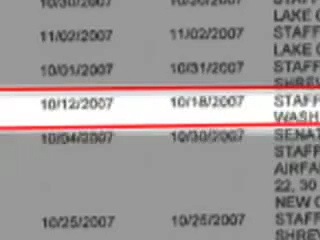 10/30/2007 10/30/2007 STAFF
LAKE C
11/02/2007 11/02/2007 STAFF
LAKE C
10/01/2007 10/31/2007 STAFF
SHREV
10/12/2007 10/18/2007 STAFF
WASH
10/04/2007 10/30/2007 SENAT
STAFF
AIRFA
22, 30
NEW O
10/25/2007 10/25/2007 STAFF
SHREV